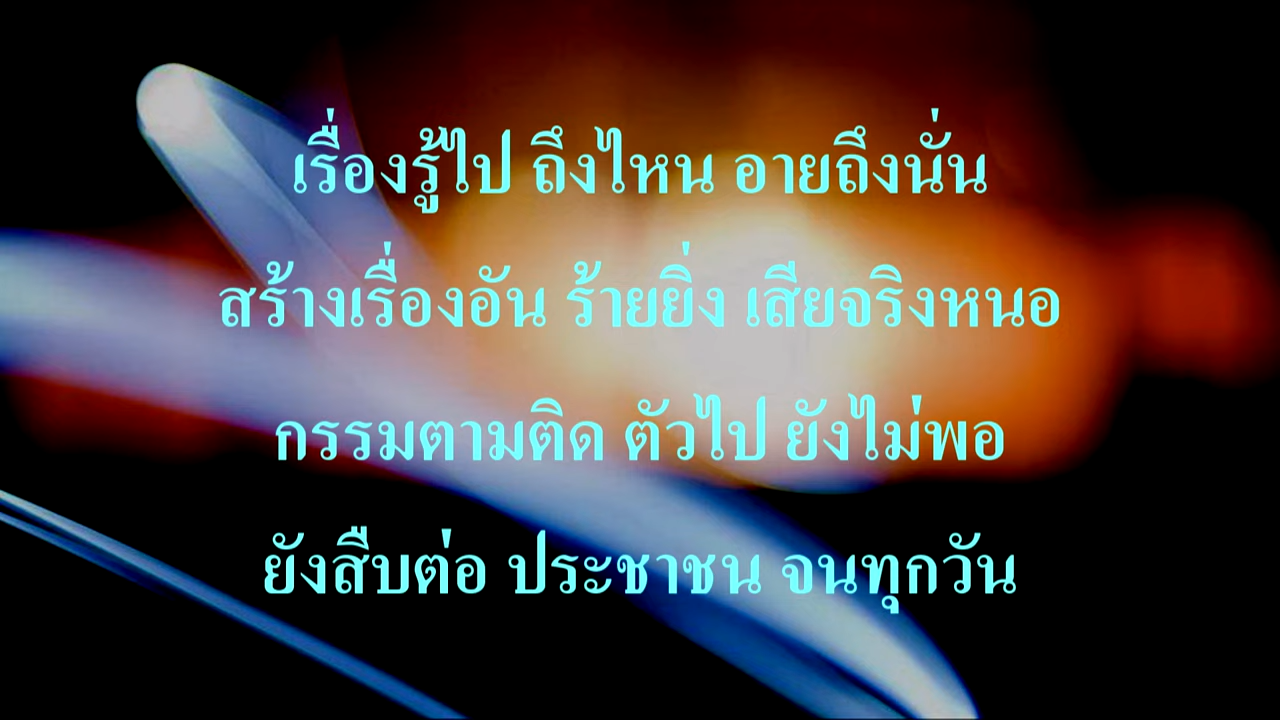 เรื่องรู้ไป ถึงไหน อายถึงนั่น
สร้างเรื่องอัน ร้ายยิ่ง เสียจริงหนอ
กรรมตามติด ตัวไป ยังไม่พอ
ยังสืบต่อ ประชาชน จนทุกวัน